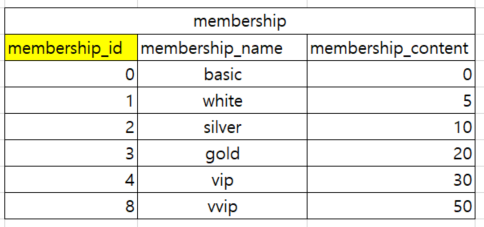 membership
membership_id membership_name membership_content
0 basic 0
1 white 5
2 silver 10
3 gold 20
4 vip 30
8 vvip 50